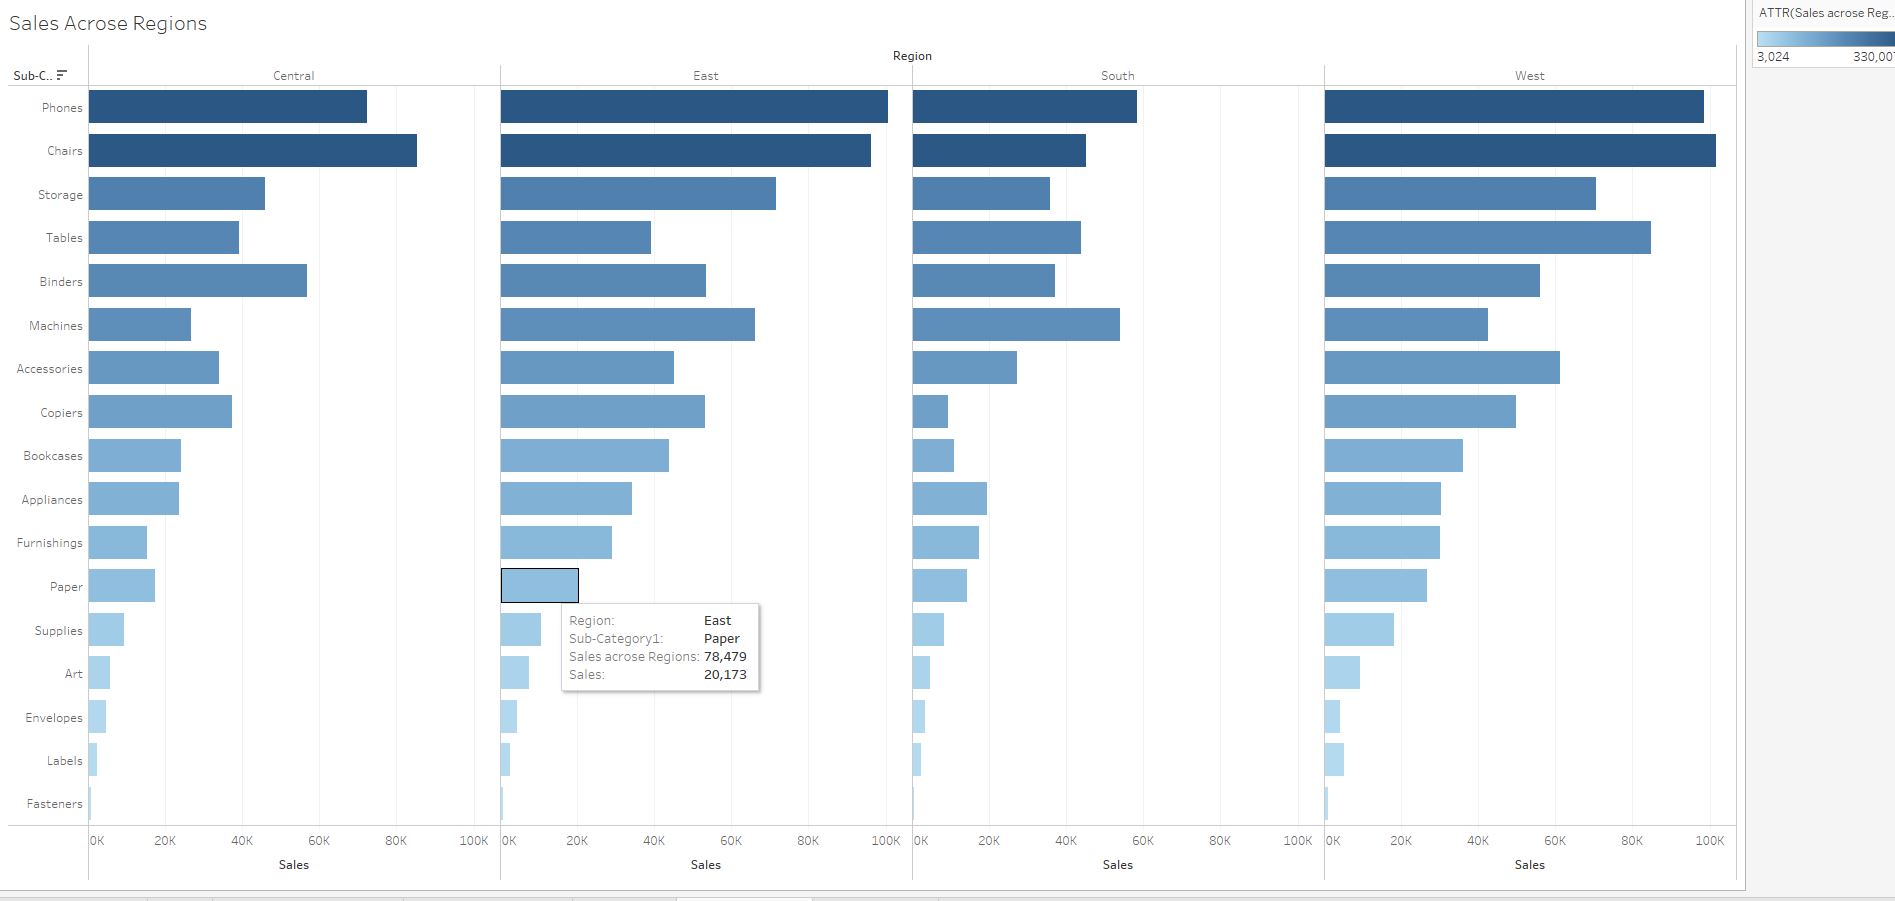 Sales Acrose Regions
ATTR(Sales acrose Reg..
3,024 330,007
Region
Sub-C..
Central East South West
Phones
Chairs
Storage
Tables
Binders
Machines
Accessories
Copiers
Bookcases
Appliances
Furnishings
Paper
Supplies
Region: East
Sub-Category1: Paper
Sales across Regions: 78,479
Sales: 20,173
Art
Envelopes
Labels
Fasteners
0K 20K 40K 60K 80K 100K 0K 20K 40K 60K 80K 100K 0K 20K 40K 60K 80K 100K 0K 20K 40K 60K 80K 100K
Sales Sales Sales Sales